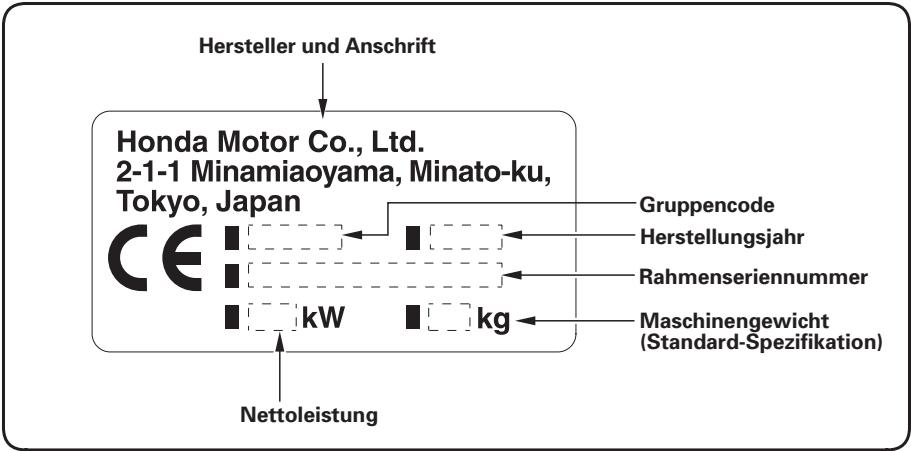 Hersteller und Anschrift
Honda Motor Co., Ltd.
2-1-1 Minamiaoyama, Minato-ku,
Tokyo, Japan
Gruppencode
Herstellungsjahr
CE
Rahmenseriennummer
kW
kg
Maschinengewicht
(Standard-Spezifikation)
Nettoleistung